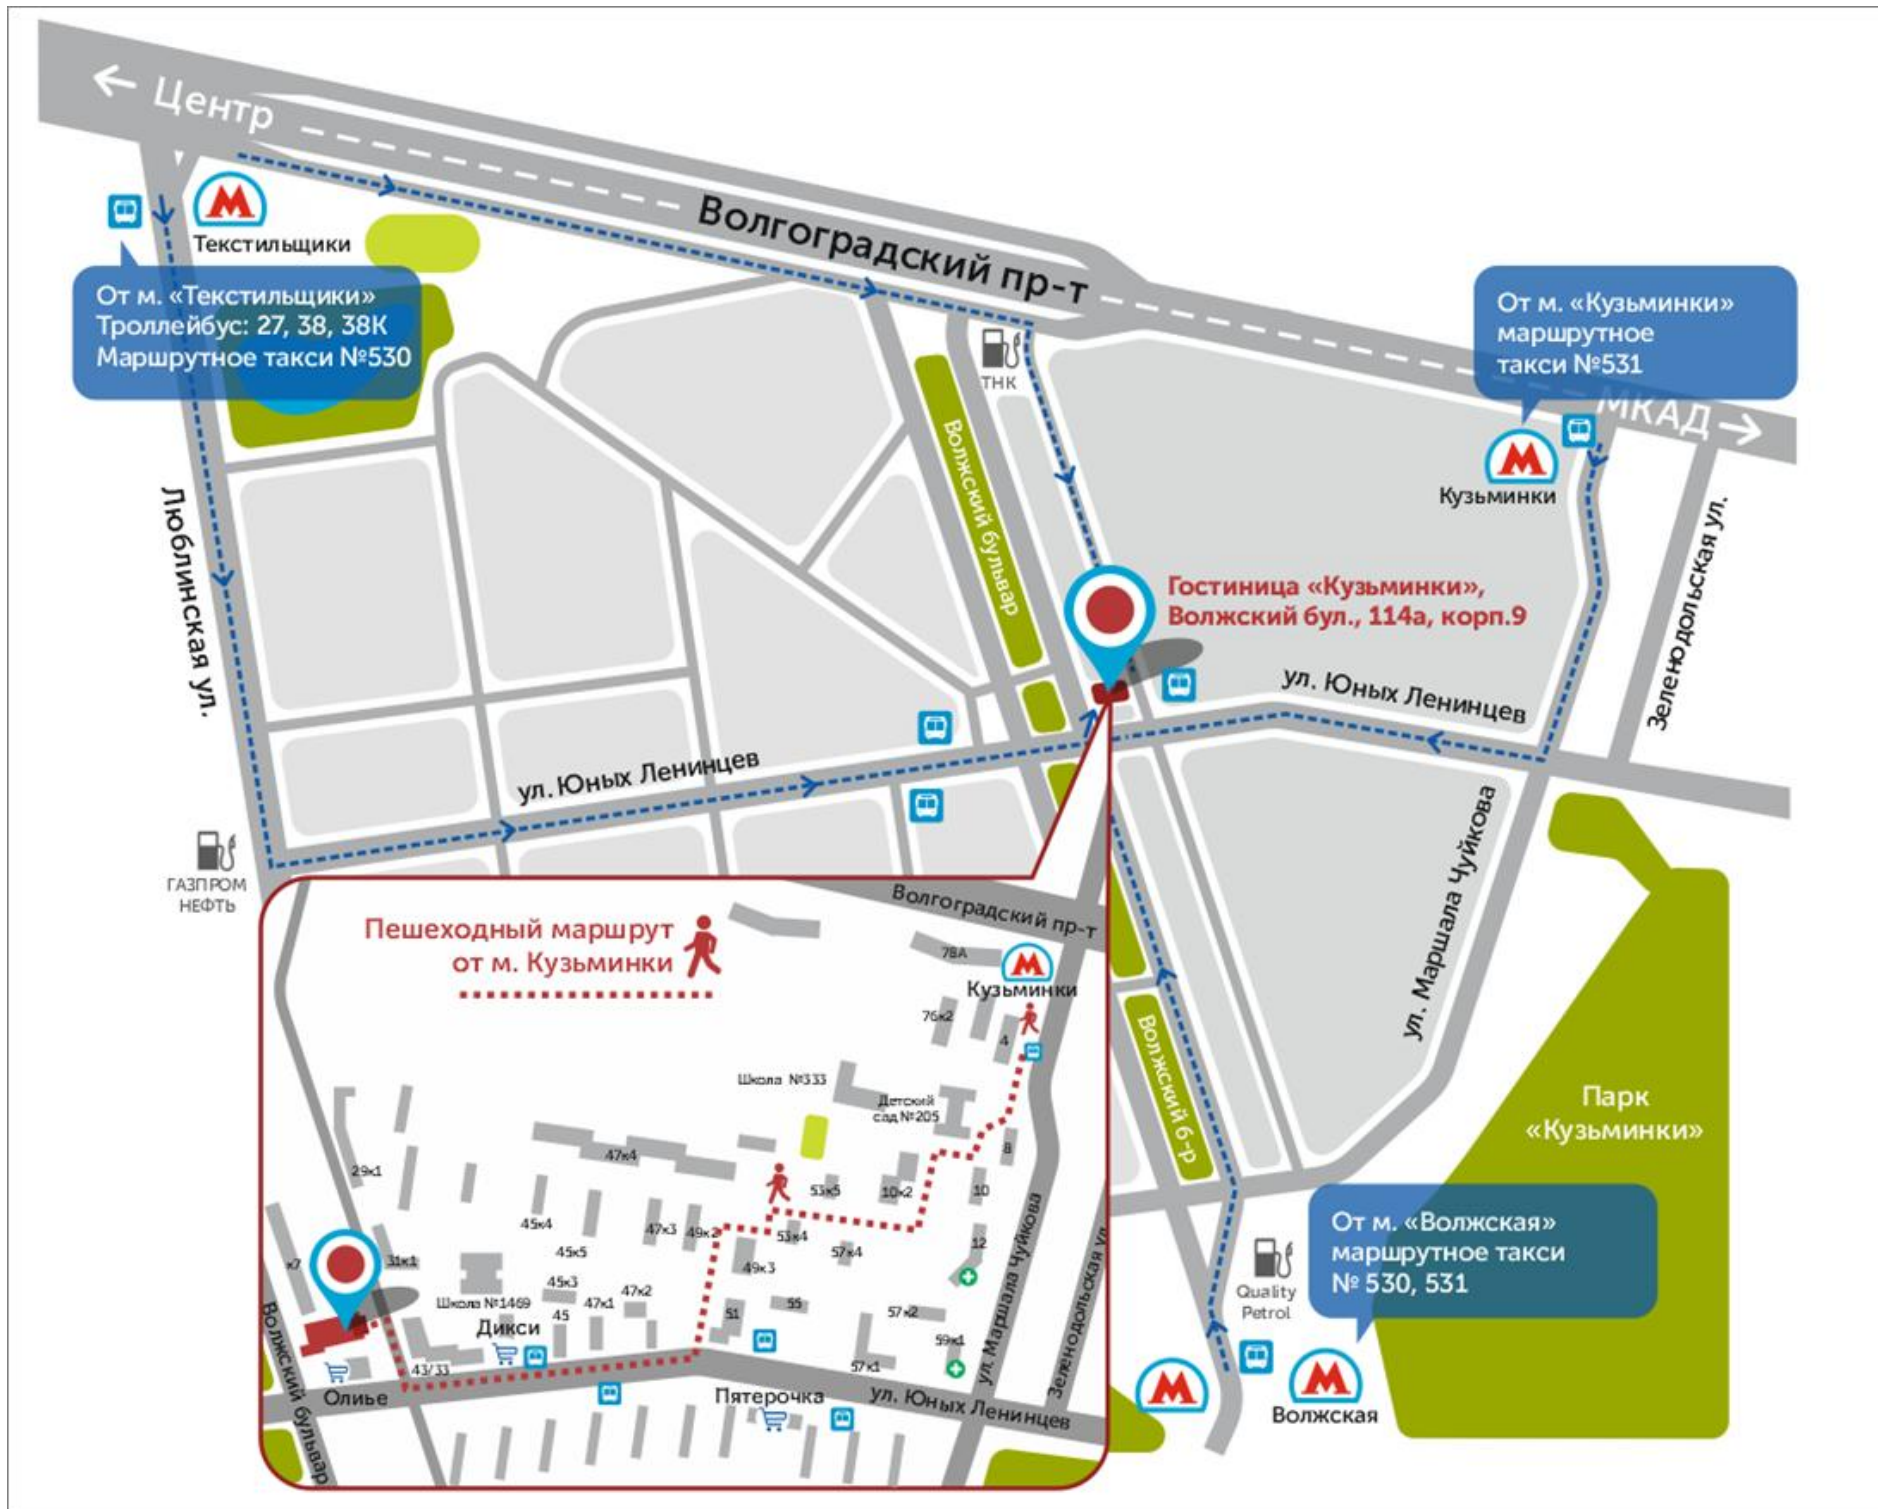 ← Центр
Волгоградский пр-т
МКАД →
М
Текстильщики
От м. «Текстильщики»
Троллейбус: 27, 38, 38К
Маршрутное такси №530
От м. «Кузьминки»
маршрутное
такси №531
М
Кузьминки
ТНК
Волжский бульвар
Люблинская ул.
Зеленодольская ул.
Гостиница «Кузьминки»,
Волжский бул., 114а, корп.9
ул. Юных Ленинцев
ул. Юных Ленинцев
ул. Маршала Чуйкова
ГАЗПРОМ
НЕФТЬ
Волжский б-р
Парк
«Кузьминки»
От м. «Волжская»
маршрутное такси
№ 530, 531
Quality
Petrol
М
М
Волжская
Пешеходный маршрут
от м. Кузьминки
Волгоградский пр-т
78А
М
Кузьминки
76к2
4
Школа №333
Детский
сад №205
8
47к4
29к1
53к5
10к2
10
45к4
47к3
49к2
53к4
57к4
12
45к5
к7
31к1
49к3
45к3
47к2
Школа №1469
47к1
45
51
55
57к2
Дикси
59к1
43/33
57к1
Олиье
Пятерочка
ул. Юных Ленинцев
Волжский бульвар
ул. Маршала Чуйкова
Зеленодольская ул.